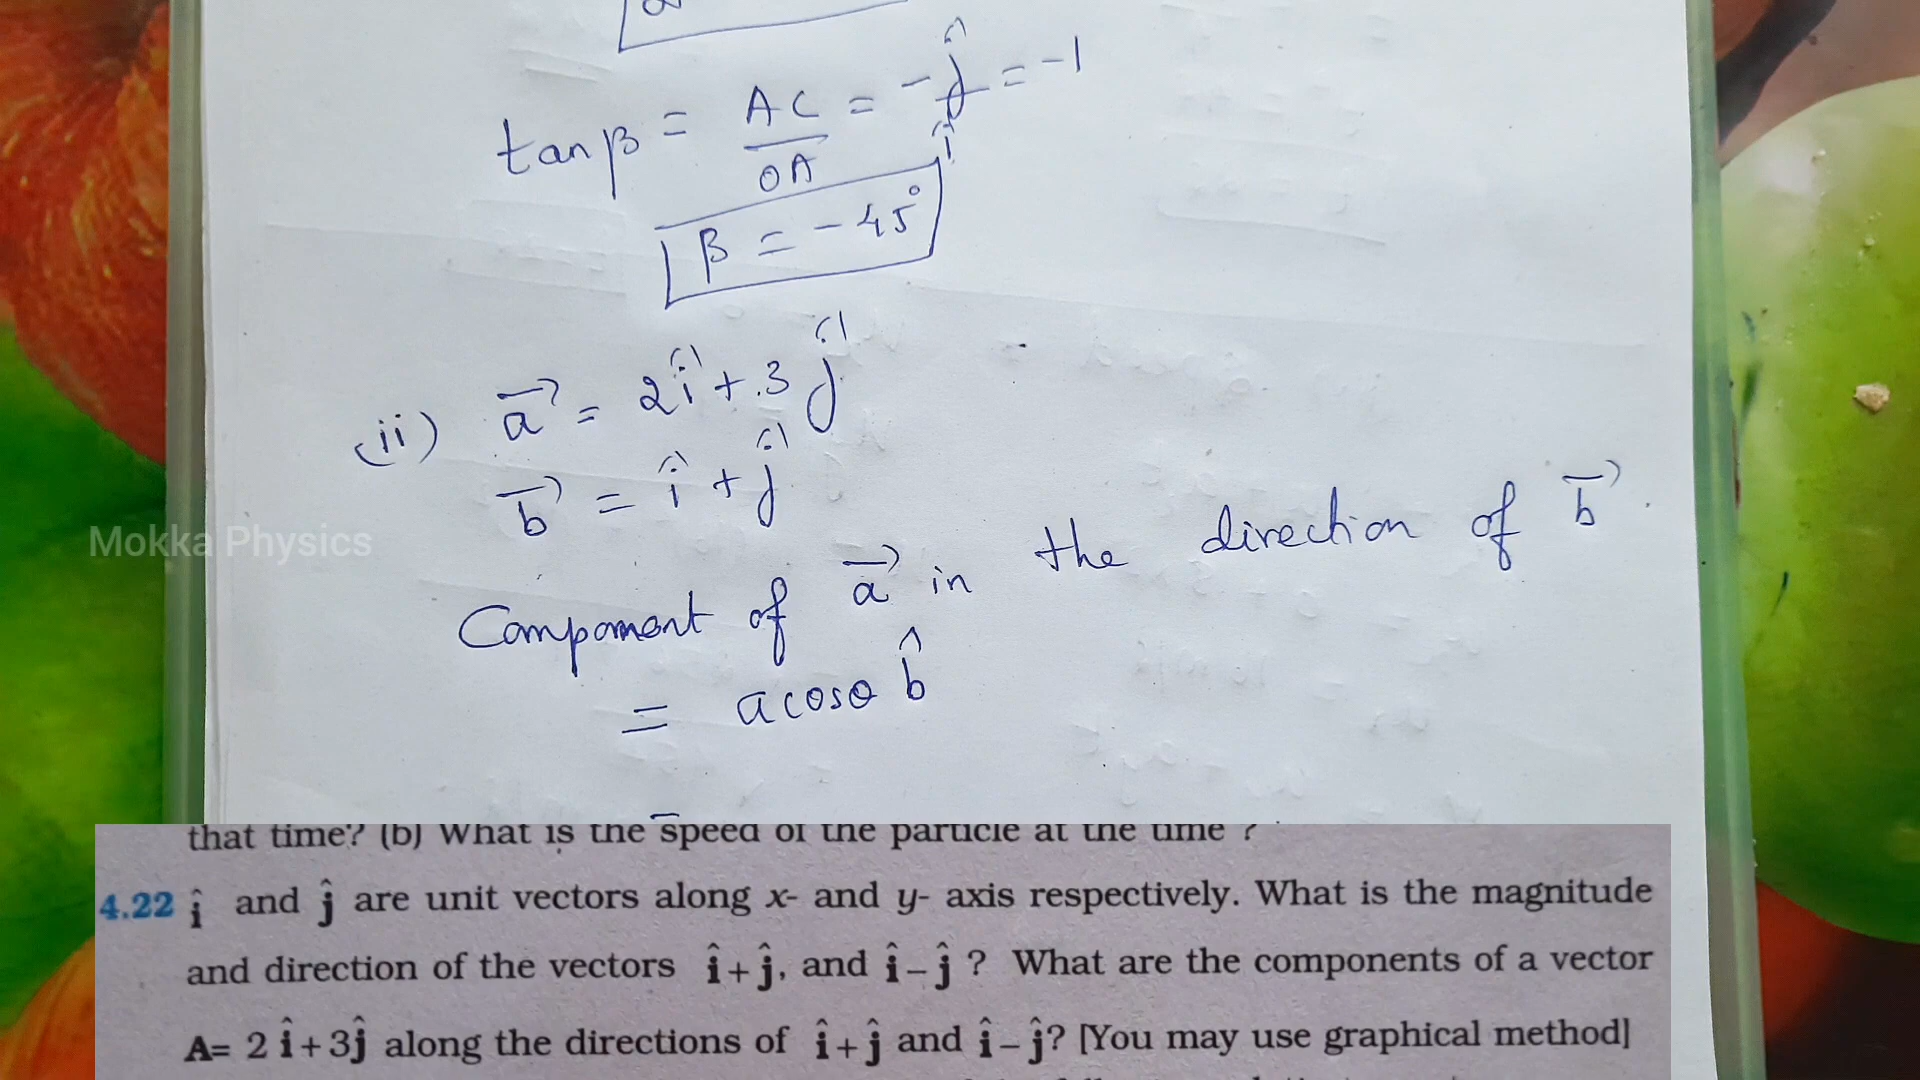 tan β = AC/OA = -ĵ/î = -1
β = -45°
(ii) a⃗ = 2î + 3ĵ
b⃗ = î + ĵ
Component of a⃗ in the direction of b⃗.
= a cosθ b̂
Mokka Physics
that time? (b) What is the speed of the particle at the time ?
4.22 î and ĵ are unit vectors along x- and y- axis respectively. What is the magnitude
and direction of the vectors î+ĵ, and î-ĵ ? What are the components of a vector
A= 2 î+3ĵ along the directions of î+ĵ and î-ĵ? [You may use graphical method]